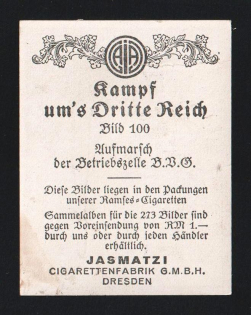 Kampf
um's Dritte Reich
Bild 100
Aufmarsch
der Betriebszelle B.V.G.
Diese Bilder liegen in den Packungen
unserer Ramses-Cigaretten
Sammelalben für die 273 Bilder sind
gegen Voreinsendung von RM 1.—
durch uns oder durch jeden Händler
erhältlich.
JASMATZI
CIGARETTENFABRIK G.M.B.H.
DRESDEN